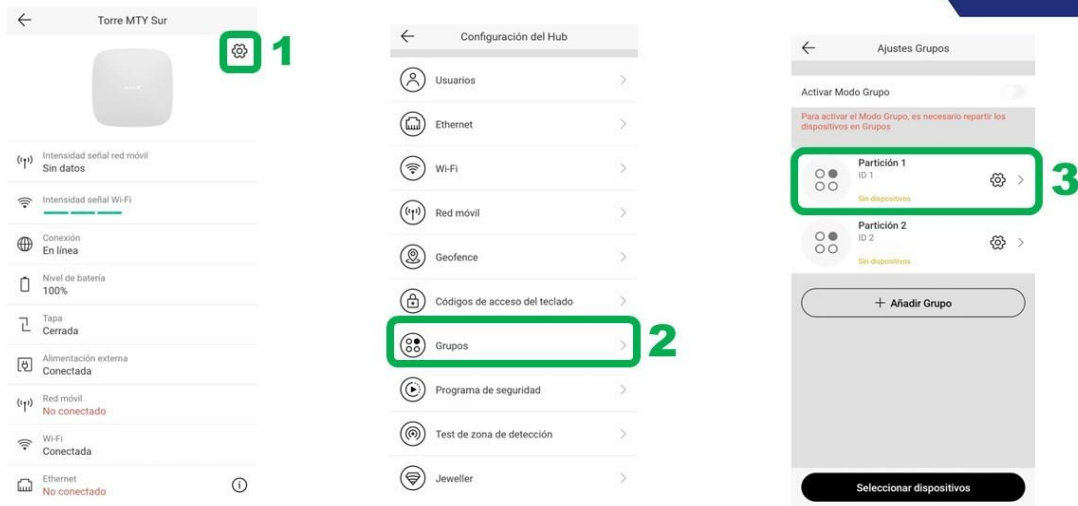 Torre MTY Sur
1
Intensidad señal red móvil
Sin datos
Intensidad señal Wi-Fi
Conexión
En línea
Nivel de batería
100%
Tapa
Cerrada
Alimentación externa
Conectada
Red móvil
No conectado
Wi-Fi
Conectada
Ethernet
No conectado
Configuración del Hub
Usuarios
Ethernet
Wi-Fi
Red móvil
Geofence
Códigos de acceso del teclado
Grupos
2
Programa de seguridad
Test de zona de detección
Jeweller
Ajustes Grupos
Activar Modo Grupo
Para activar el Modo Grupo, es necesario repartir los
dispositivos en Grupos
Partición 1
ID 1
Sin dispositivos
3
Partición 2
ID 2
Sin dispositivos
+ Añadir Grupo
Seleccionar dispositivos